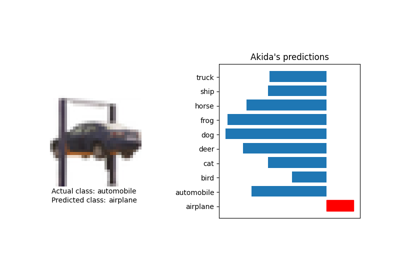 Akida's predictions
truck
ship
horse
frog
dog
deer
cat
bird
automobile
airplane
Actual class: automobile
Predicted class: airplane